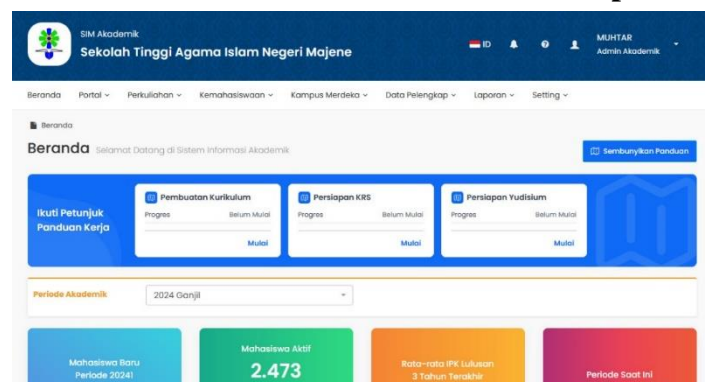 SIM Akademik
Sekolah Tinggi Agama Islam Negeri Majene
ID
MUHTAR
Admin Akademik
Beranda Portal Perkuliahan Kemahasiswaan Kampus Merdeka Data Pelengkap Laporan Setting
Beranda
Beranda Selamat Datang di Sistem Informasi Akademik
Sembunyikan Panduan
Ikuti Petunjuk
Panduan Kerja
Pembuatan Kurikulum
Progres Belum Mulai
Mulai
Persiapan KRS
Progres Belum Mulai
Mulai
Persiapan Yudisium
Progres Belum Mulai
Mulai
Periode Akademik
2024 Ganjil
Mahasiswa Baru
Periode 20241
Mahasiswa Aktif
2.473
Rata-rata IPK Lulusan
3 Tahun Terakhir
Periode Saat Ini